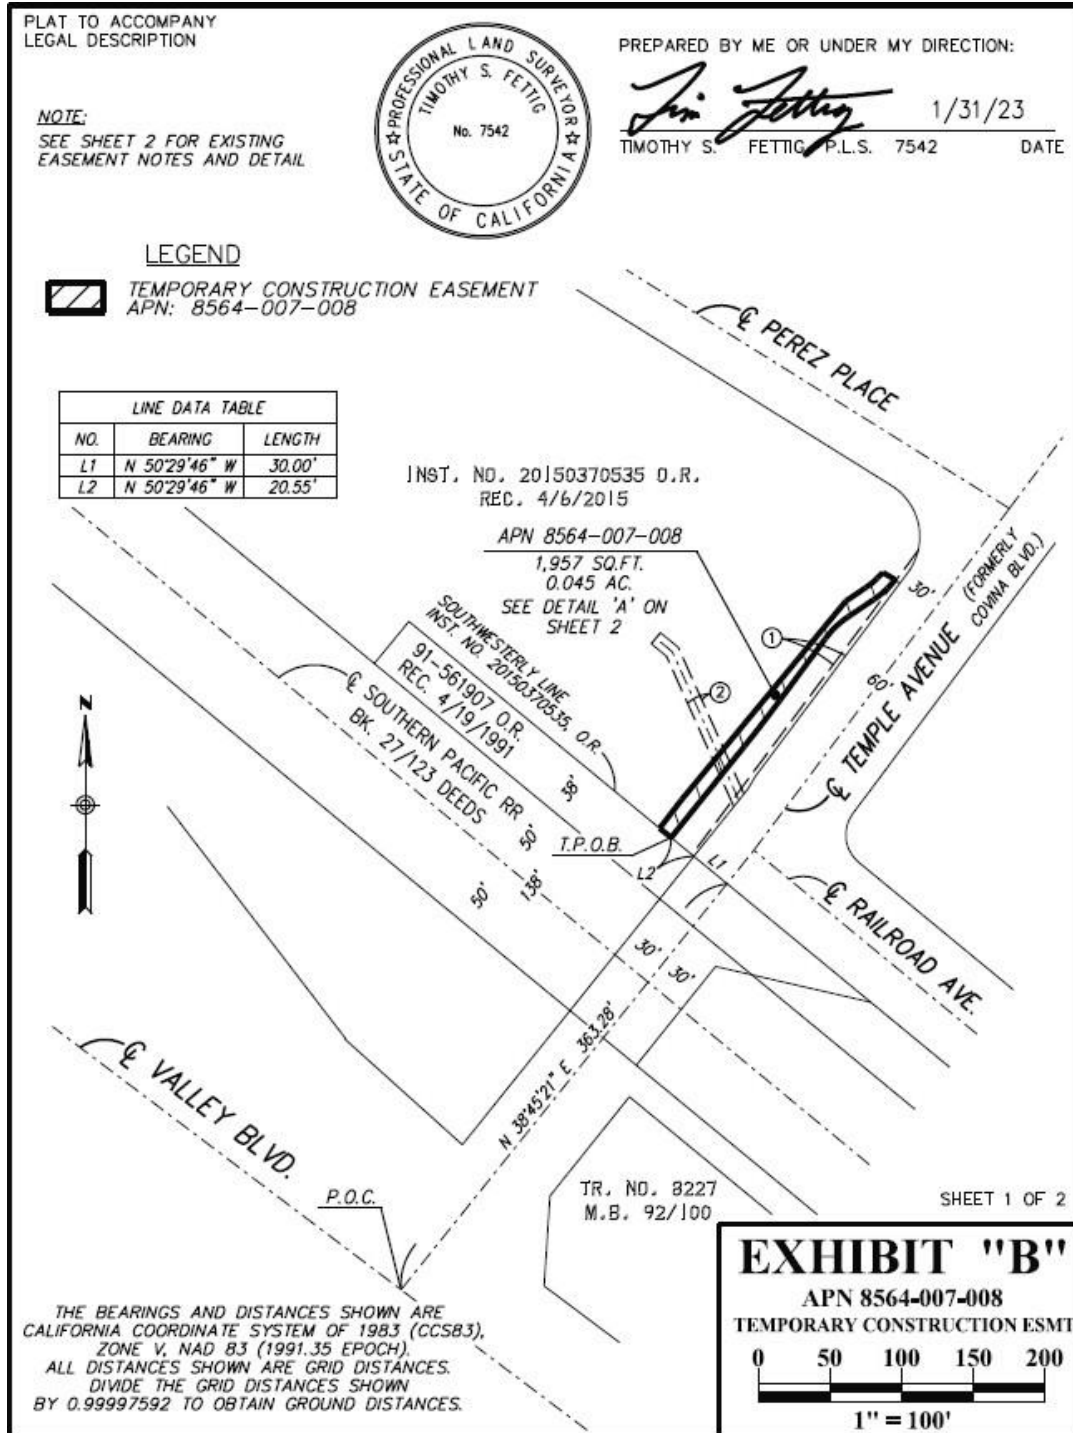 PLAT TO ACCOMPANY
LEGAL DESCRIPTION
NOTE:
SEE SHEET 2 FOR EXISTING
EASEMENT NOTES AND DETAIL
PROFESSIONAL LAND SURVEYOR
TIMOTHY S. FETTIG
No. 7542
STATE OF CALIFORNIA
PREPARED BY ME OR UNDER MY DIRECTION:
Tim Fettig 1/31/23
TIMOTHY S. FETTIG P.L.S. 7542 DATE
LEGEND
TEMPORARY CONSTRUCTION EASEMENT
APN: 8564-007-008
LINE DATA TABLE
NO. BEARING LENGTH
L1 N 50°29'46" W 30.00'
L2 N 50°29'46" W 20.55'
℄ PEREZ PLACE
INST. NO. 20150370535 O.R.
REC. 4/6/2015
APN 8564-007-008
1,957 SQ.FT.
0.045 AC.
SEE DETAIL 'A' ON
SHEET 2
(FORMERLY
COVINA BLVD.)
30'
60'
℄ TEMPLE AVENUE
1
2
SOUTHWESTERLY LINE
INST. NO. 20150370535, O.R.
91-561907 O.R.
REC. 4/19/1991
℄ SOUTHERN PACIFIC RR
BK. 27/123 DEEDS
38'
50'
138'
50'
N
T.P.O.B.
L2
L1
℄ RAILROAD AVE.
30'
30'
N 38°45'21" E 363.28'
℄ VALLEY BLVD.
P.O.C.
TR. NO. 8227
M.B. 92/100
SHEET 1 OF 2
THE BEARINGS AND DISTANCES SHOWN ARE
CALIFORNIA COORDINATE SYSTEM OF 1983 (CCS83),
ZONE V, NAD 83 (1991.35 EPOCH).
ALL DISTANCES SHOWN ARE GRID DISTANCES.
DIVIDE THE GRID DISTANCES SHOWN
BY 0.99997592 TO OBTAIN GROUND DISTANCES.
EXHIBIT "B"
APN 8564-007-008
TEMPORARY CONSTRUCTION ESMT
0 50 100 150 200
1" = 100'